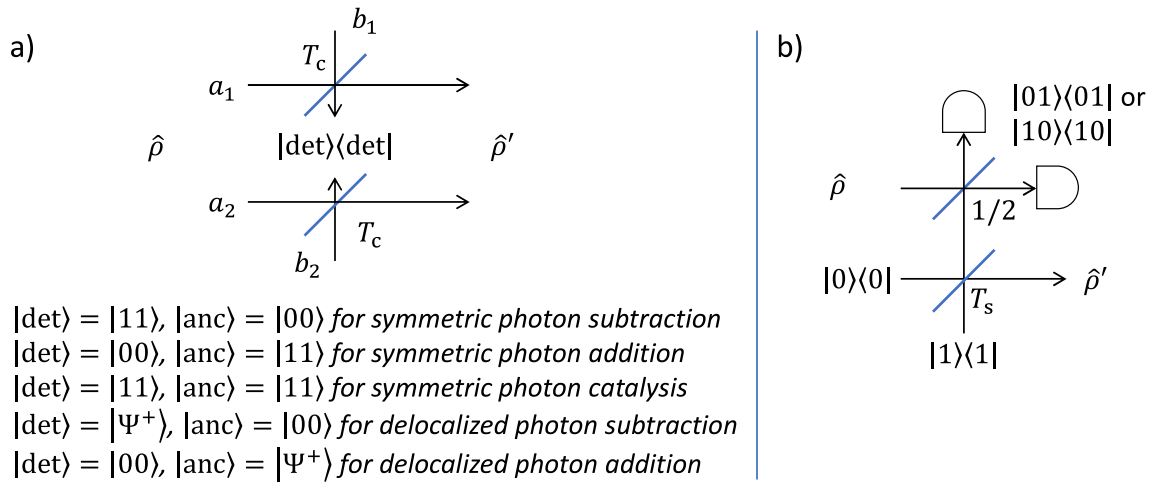 a)
b₁
T_c
a₁
ρ̂
|det⟩⟨det|
ρ̂′
a₂
T_c
b₂
|det⟩ = |11⟩, |anc⟩ = |00⟩ for symmetric photon subtraction
|det⟩ = |00⟩, |anc⟩ = |11⟩ for symmetric photon addition
|det⟩ = |11⟩, |anc⟩ = |11⟩ for symmetric photon catalysis
|det⟩ = |Ψ⁺⟩, |anc⟩ = |00⟩ for delocalized photon subtraction
|det⟩ = |00⟩, |anc⟩ = |Ψ⁺⟩ for delocalized photon addition
b)
|01⟩⟨01| or
|10⟩⟨10|
ρ̂
1/2
|0⟩⟨0|
ρ̂′
T_s
|1⟩⟨1|